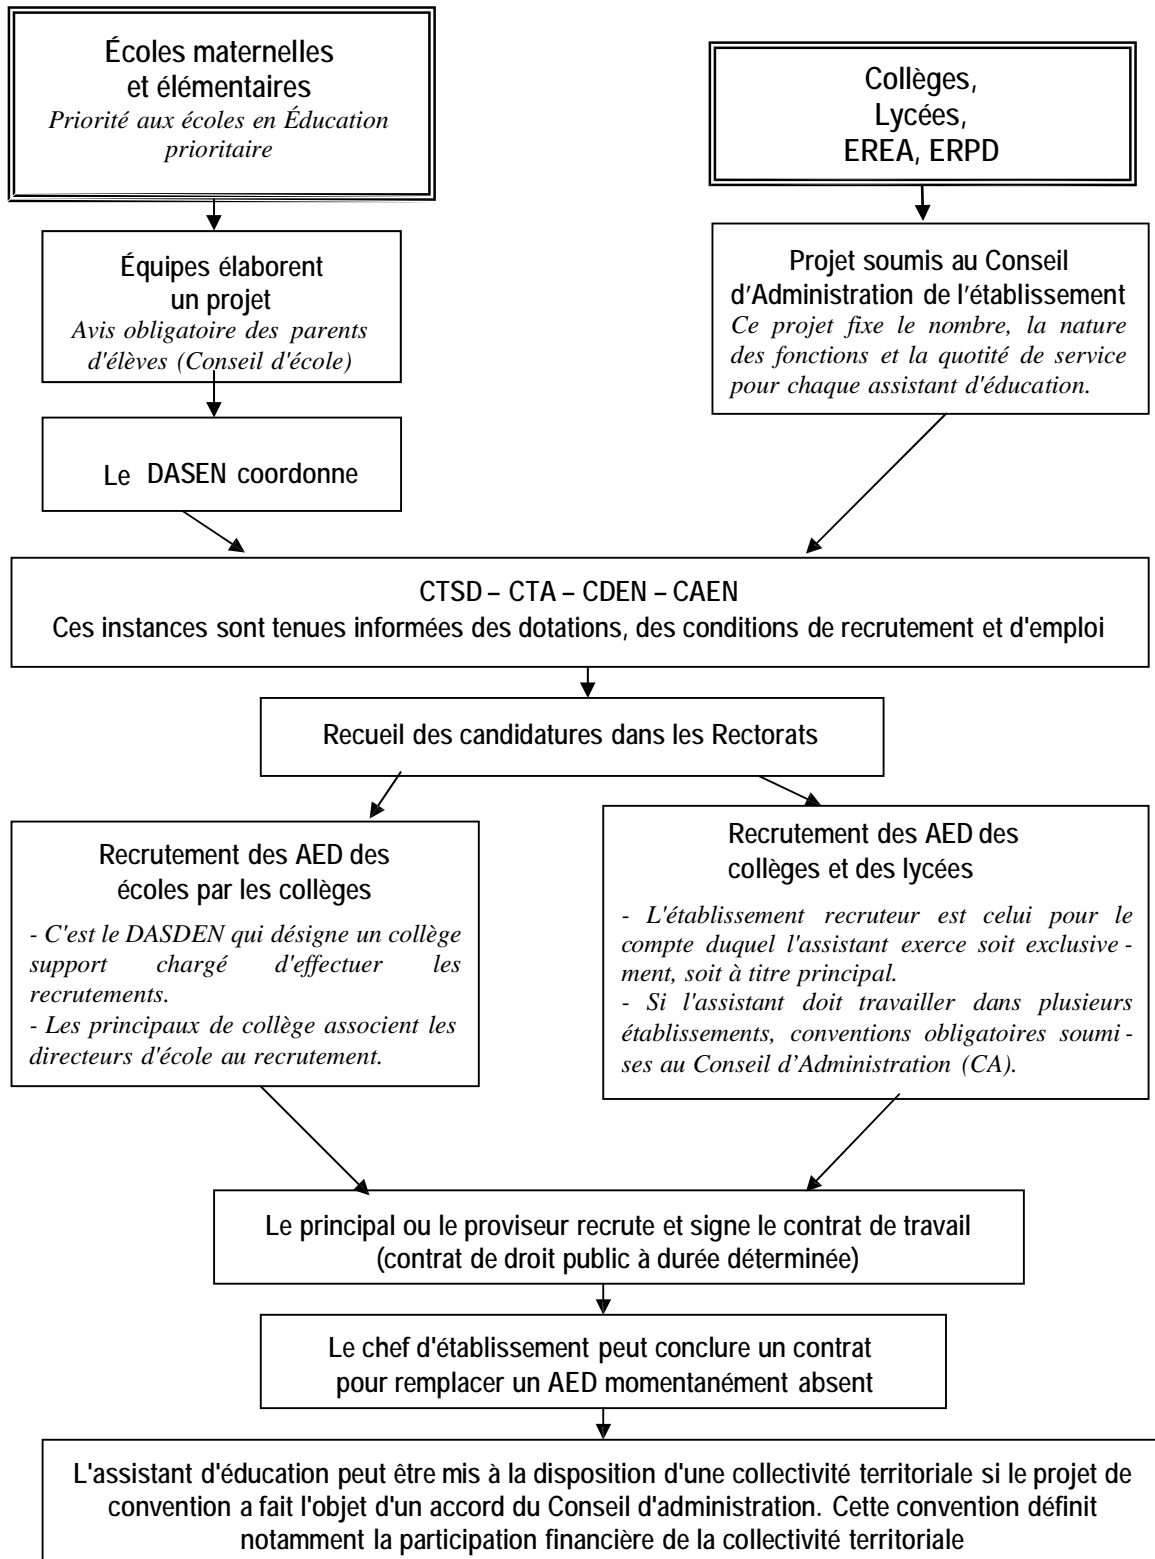 Écoles maternelles
et élémentaires
Priorité aux écoles en Éducation
prioritaire
Collèges,
Lycées,
EREA, ERPD
Équipes élaborent
un projet
Avis obligatoire des parents
d'élèves (Conseil d'école)
Projet soumis au Conseil
d'Administration de l'établissement
Ce projet fixe le nombre, la nature
des fonctions et la quotité de service
pour chaque assistant d'éducation.
Le DASEN coordonne
CTSD – CTA – CDEN – CAEN
Ces instances sont tenues informées des dotations, des conditions de recrutement et d'emploi
Recueil des candidatures dans les Rectorats
Recrutement des AED des
écoles par les collèges
- C'est le DASDEN qui désigne un collège
support chargé d'effectuer les
recrutements.
- Les principaux de collège associent les
directeurs d'école au recrutement.
Recrutement des AED des
collèges et des lycées
- L'établissement recruteur est celui pour le
compte duquel l'assistant exerce soit exclusive-
ment, soit à titre principal.
- Si l'assistant doit travailler dans plusieurs
établissements, conventions obligatoires soumi-
ses au Conseil d’Administration (CA).
Le principal ou le proviseur recrute et signe le contrat de travail
(contrat de droit public à durée déterminée)
Le chef d'établissement peut conclure un contrat
pour remplacer un AED momentanément absent
L'assistant d'éducation peut être mis à la disposition d'une collectivité territoriale si le projet de
convention a fait l'objet d'un accord du Conseil d'administration. Cette convention définit
notamment la participation financière de la collectivité territoriale